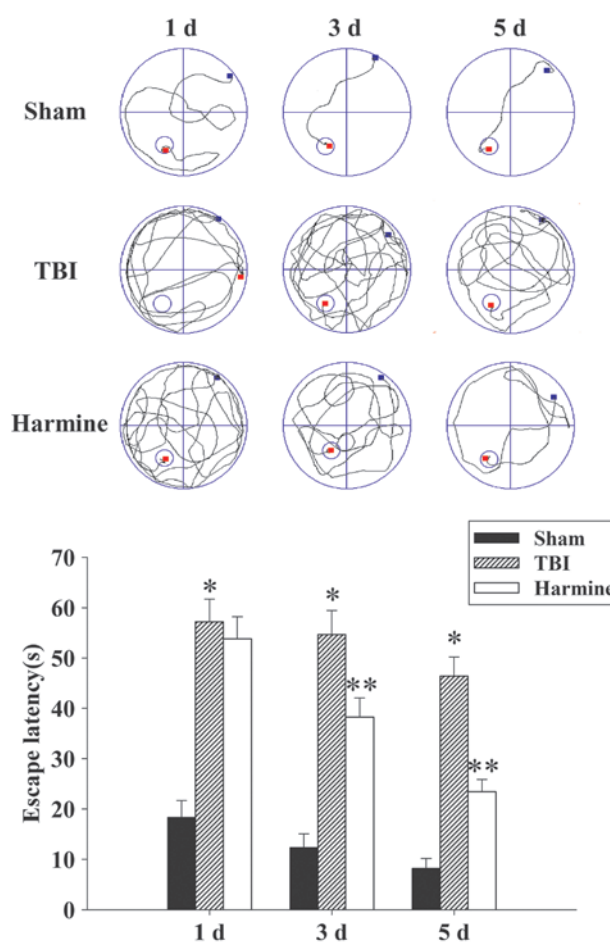 1 d 3 d 5 d
Sham
TBI
Harmine
Sham
TBI
Harmine
Escape latency(s)
70
60
50
40
30
20
10
0
* * * ** **
1 d 3 d 5 d